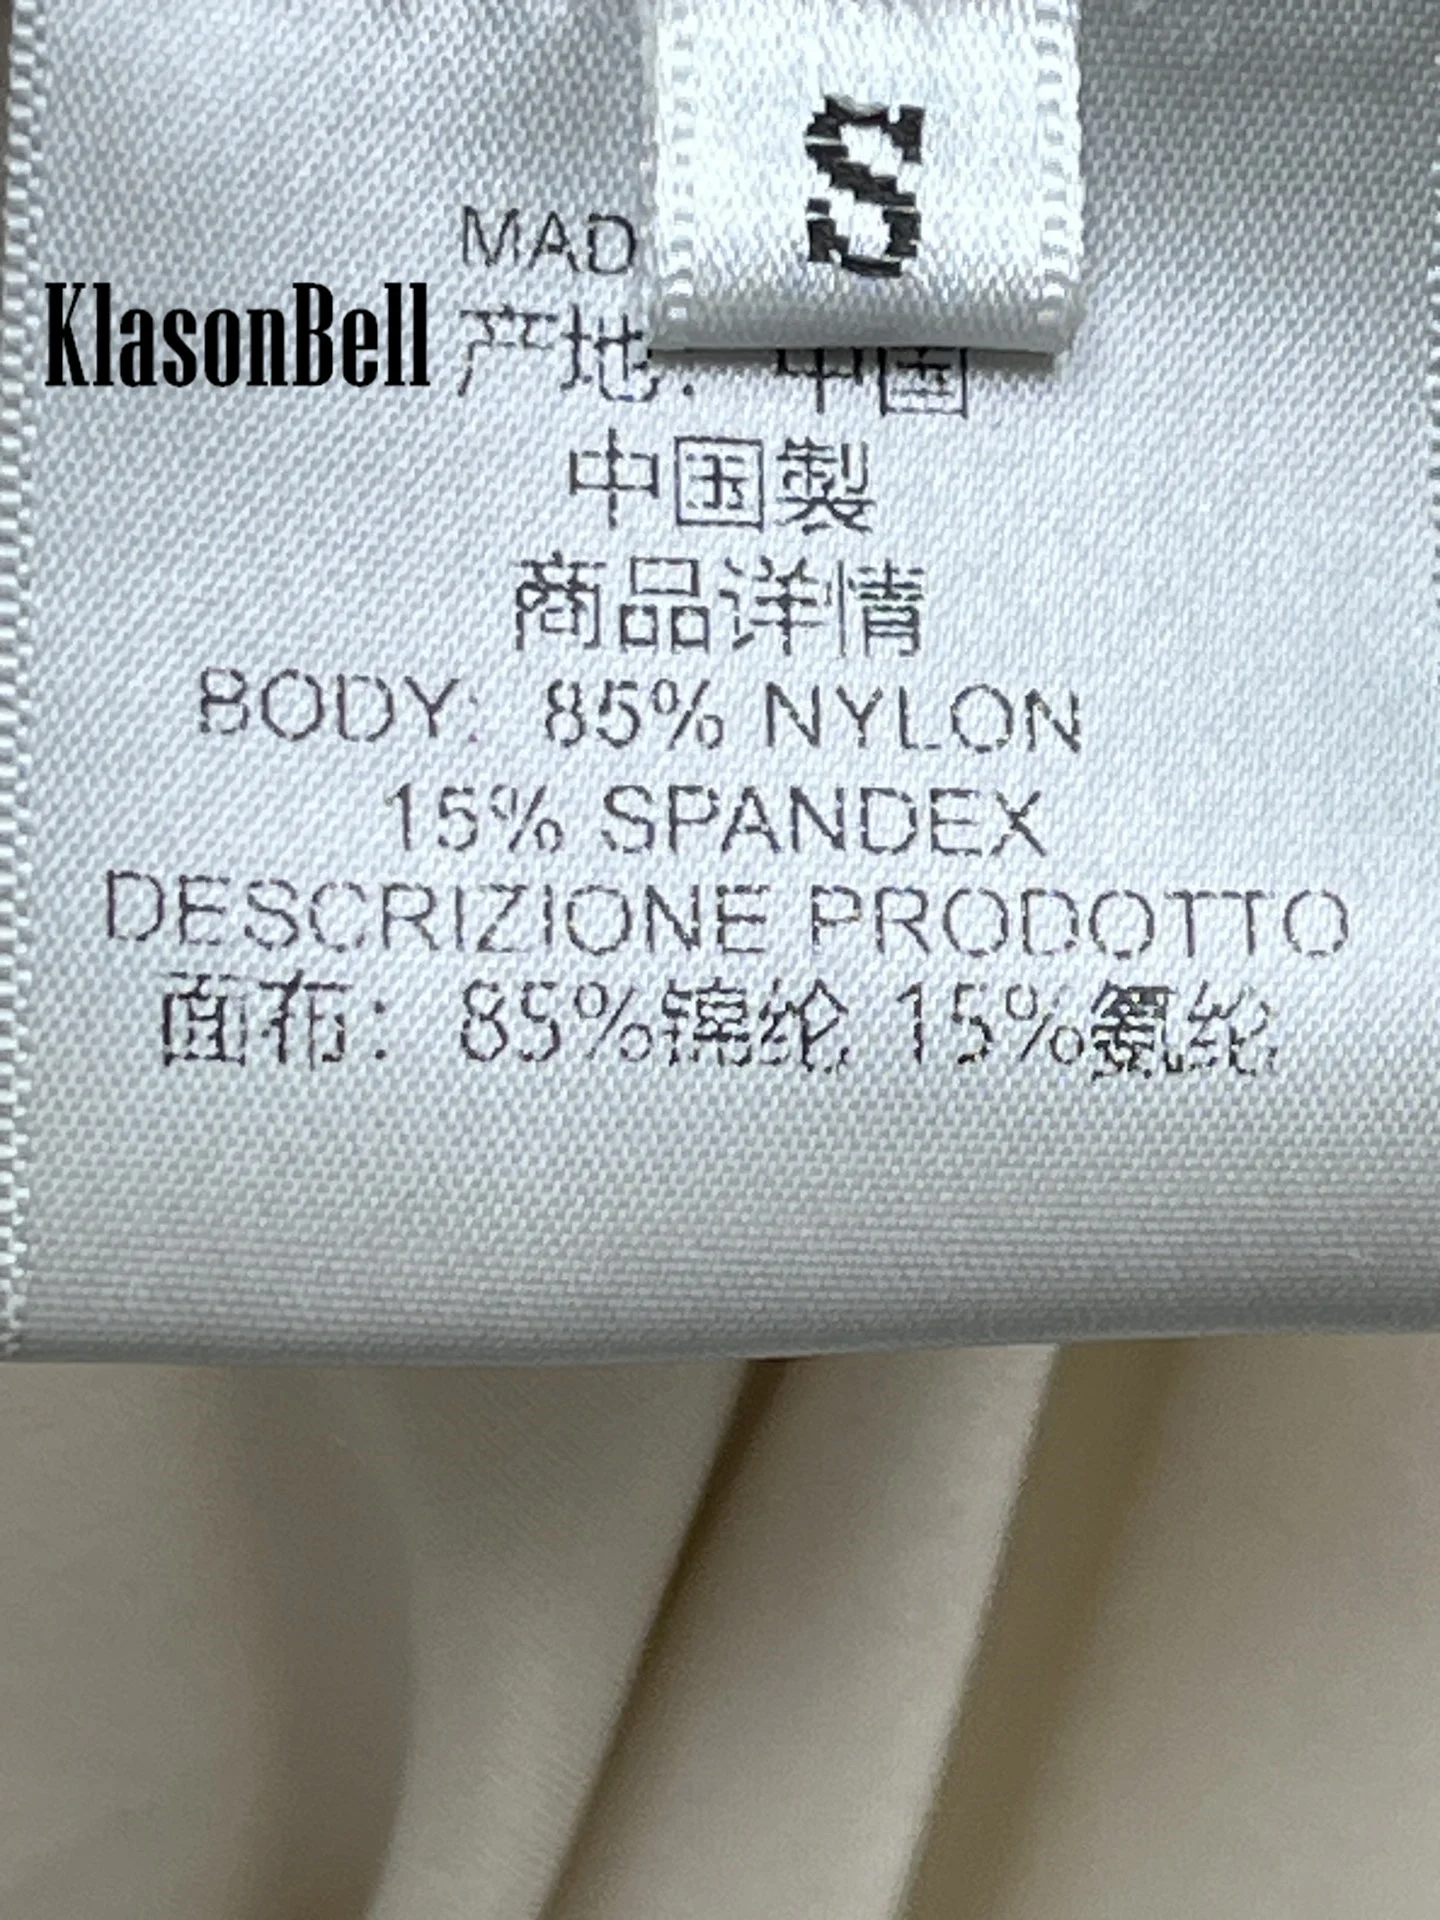 S
MAD
KlasonBell
产地: 中国
中国製
商品详情
BODY: 85% NYLON
15% SPANDEX
DESCRIZIONE PRODOTTO
面布: 85%锦纶 15%氨纶